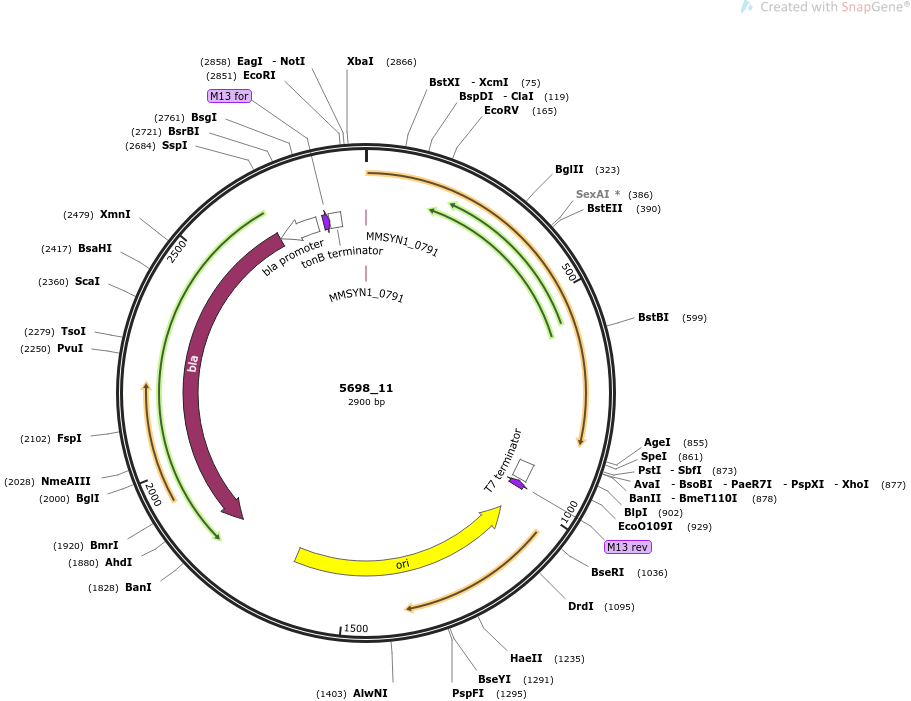 Created with SnapGene®
(2858) EagI - NotI
(2851) EcoRI
M13 for
(2761) BsgI
(2721) BsrBI
(2684) SspI
(2479) XmnI
(2417) BsaHI
(2360) ScaI
(2279) TsoI
(2250) PvuI
(2102) FspI
(2028) NmeAIII
(2000) BglI
(1920) BmrI
(1880) AhdI
(1828) BanI
(1403) AlwNI
XbaI (2866)
BstXI - XcmI (75)
BspDI - ClaI (119)
EcoRV (165)
BglII (323)
SexAI * (386)
BstEII (390)
BstBI (599)
AgeI (855)
SpeI (861)
PstI - SbfI (873)
AvaI - BsoBI - PaeR7I - PspXI - XhoI (877)
BanII - BmeT110I (878)
BlpI (902)
EcoO109I (929)
M13 rev
BseRI (1036)
DrdI (1095)
HaeII (1235)
BseYI (1291)
PspFI (1295)
500
1000
1500
2000
2500
MMSYN1_0791
MMSYN1_0791
bla promoter
tonB terminator
bla
T7 terminator
ori
5698_11
2900 bp